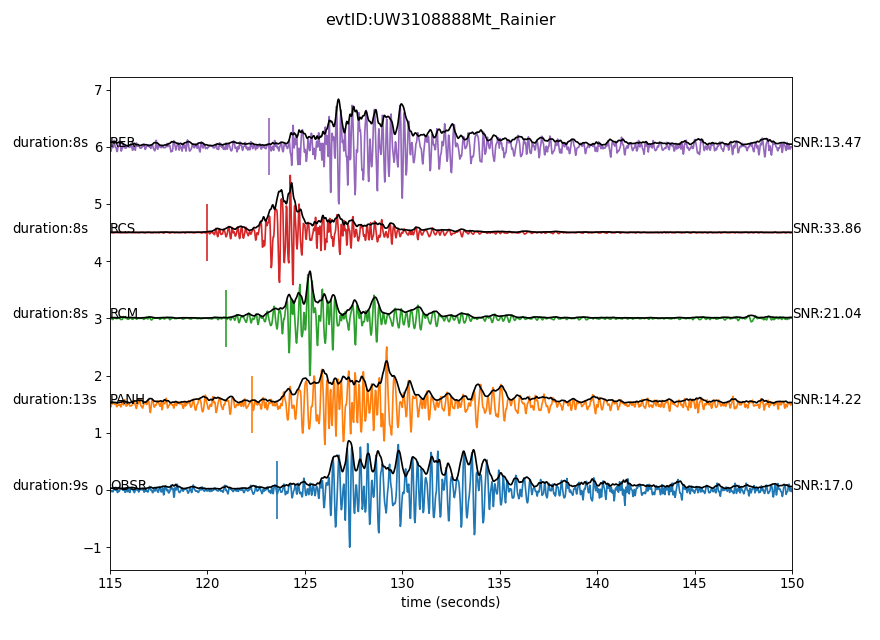 evtID:UW3108888Mt_Rainier
7
duration:8s RER SNR:13.47
6
5
duration:8s RCS SNR:33.86
4
duration:8s RCM SNR:21.04
3
2
duration:13s PANH SNR:14.22
1
duration:9s OBSR SNR:17.0
0
−1
115 120 125 130 135 140 145 150
time (seconds)